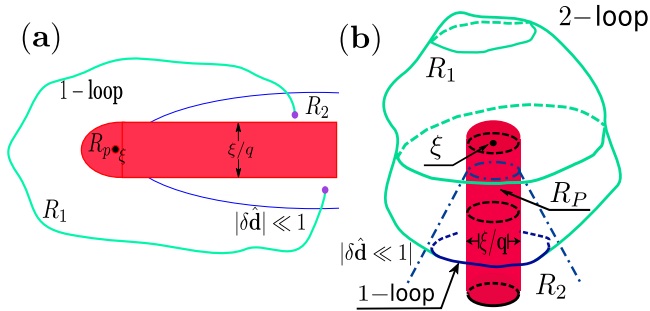 (a)
1−loop
R_2
R_p ξ
ξ/q
R_1
|δd̂| ≪ 1
(b)
2−loop
R_1
ξ
R_P
|δd̂ ≪ 1|
ξ/q
1−loop
R_2